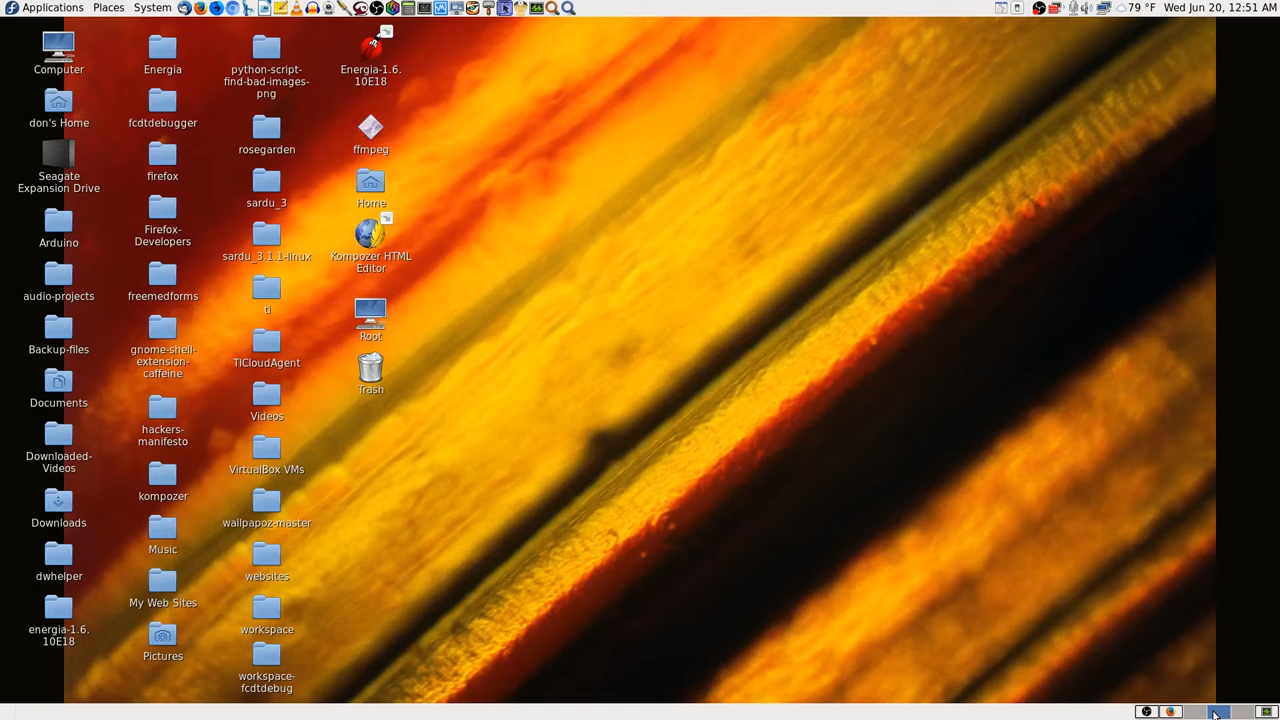 Applications Places System 79 °F Wed Jun 20, 12:51 AM
Computer
don's Home
Seagate
Expansion Drive
Arduino
audio-projects
Backup-files
Documents
Downloaded-
Videos
Downloads
dwhelper
energia-1.6.
10E18
Energia
fcdtdebugger
firefox
Firefox-
Developers
freemedforms
gnome-shell-
extension-
caffeine
hackers-
manifesto
kompozer
Music
My Web Sites
Pictures
python-script-
find-bad-images-
png
rosegarden
sardu_3
sardu_3.1.1-linux
ti
TICloudAgent
Videos
VirtualBox VMs
wallpapoz-master
websites
workspace
workspace-
fcdtdebug
Energia-1.6.
10E18
ffmpeg
Home
Kompozer HTML
Editor
Root
Trash